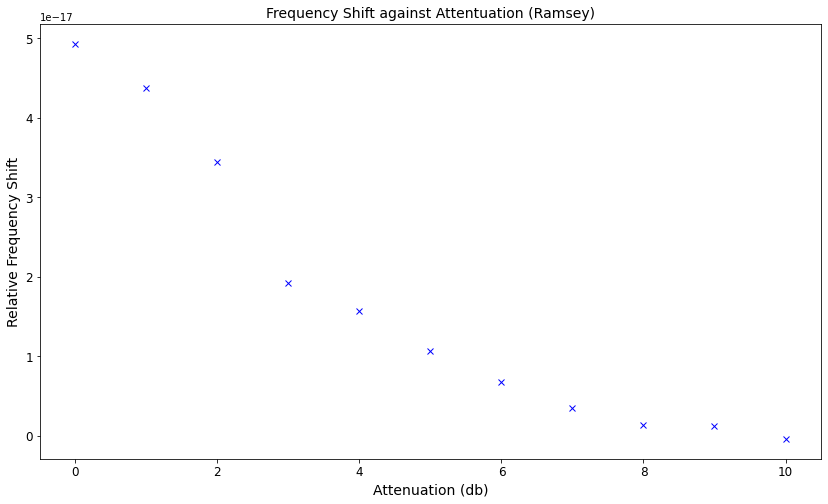 Frequency Shift against Attentuation (Ramsey)
1e−17
5
4
3
2
1
0
Relative Frequency Shift
0 2 4 6 8 10
Attenuation (db)